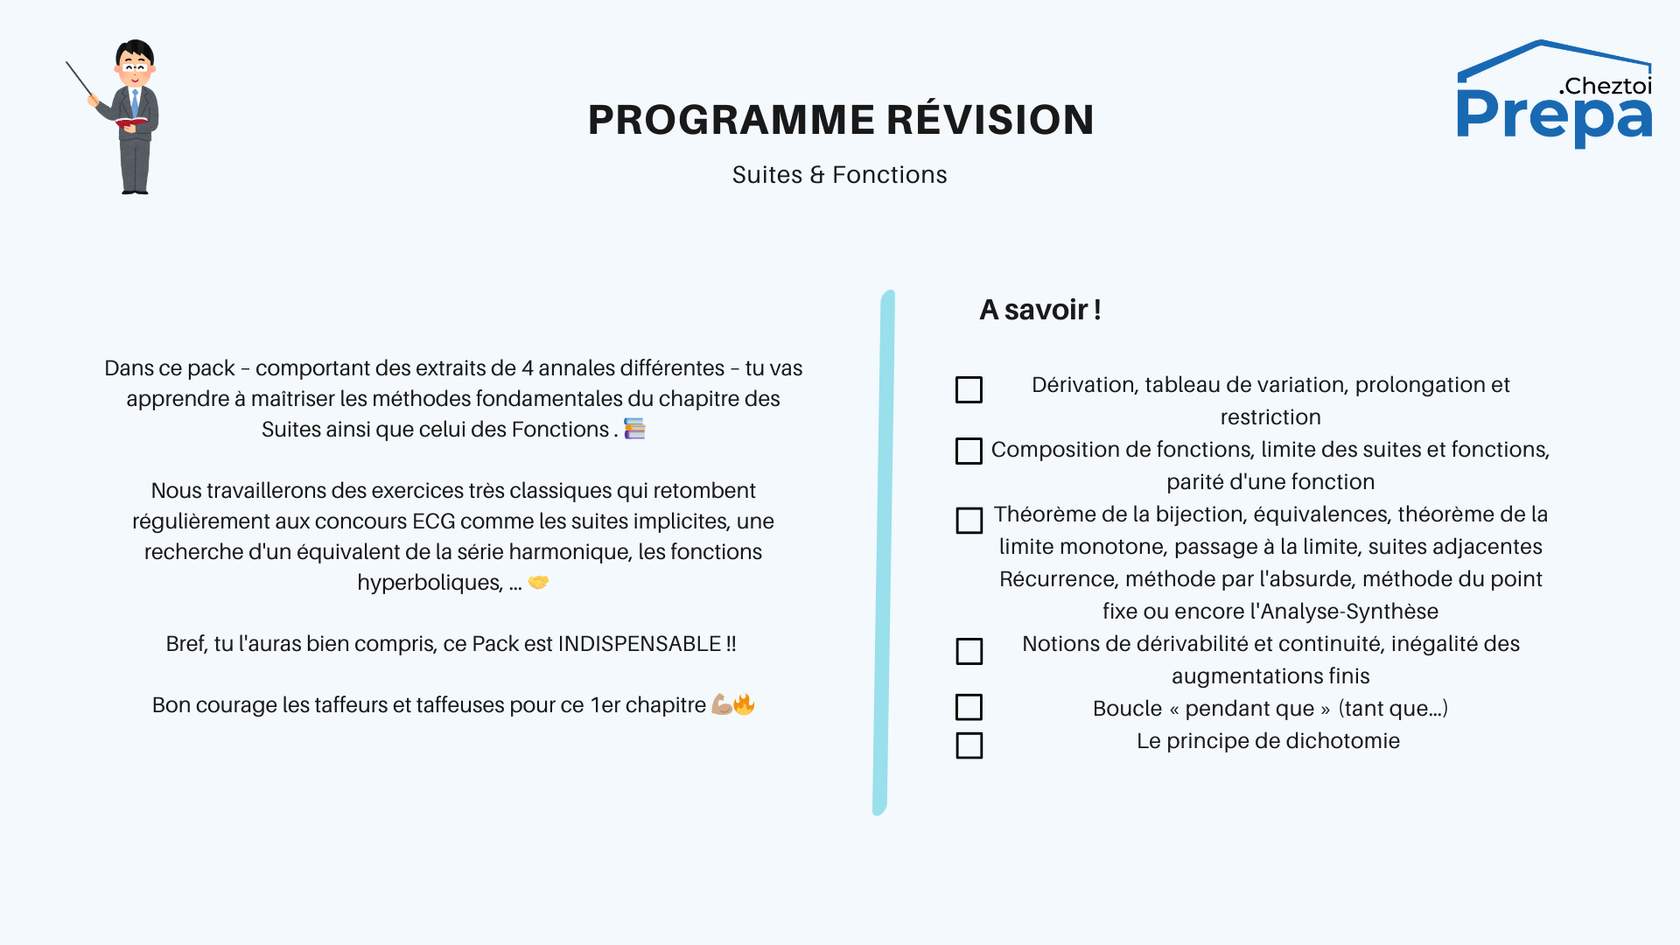 .Cheztoi
Prepa
PROGRAMME RÉVISION
Suites & Fonctions
Dans ce pack – comportant des extraits de 4 annales différentes – tu vas
apprendre à maîtriser les méthodes fondamentales du chapitre des
Suites ainsi que celui des Fonctions . 📚
Nous travaillerons des exercices très classiques qui retombent
régulièrement aux concours ECG comme les suites implicites, une
recherche d'un équivalent de la série harmonique, les fonctions
hyperboliques, ... 🤝
Bref, tu l'auras bien compris, ce Pack est INDISPENSABLE !!
Bon courage les taffeurs et taffeuses pour ce 1er chapitre 💪🏽🔥
A savoir !
Dérivation, tableau de variation, prolongation et
restriction
Composition de fonctions, limite des suites et fonctions,
parité d'une fonction
Théorème de la bijection, équivalences, théorème de la
limite monotone, passage à la limite, suites adjacentes
Récurrence, méthode par l'absurde, méthode du point
fixe ou encore l'Analyse-Synthèse
Notions de dérivabilité et continuité, inégalité des
augmentations finis
Boucle « pendant que » (tant que...)
Le principe de dichotomie